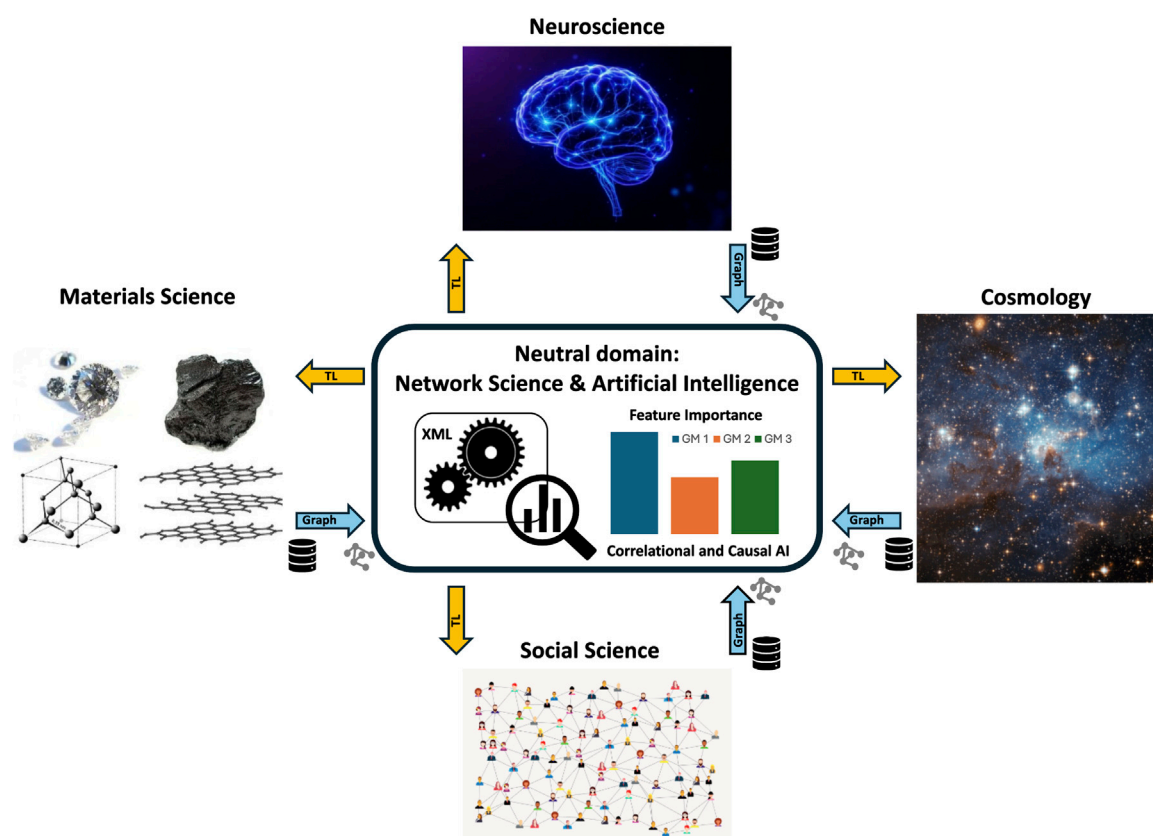 Neuroscience
TL
Graph
Materials Science
Cosmology
TL
Neutral domain:
Network Science & Artificial Intelligence
TL
XML
Feature Importance
GM 1 GM 2 GM 3
Graph
Graph
Correlational and Causal AI
TL
Graph
Social Science